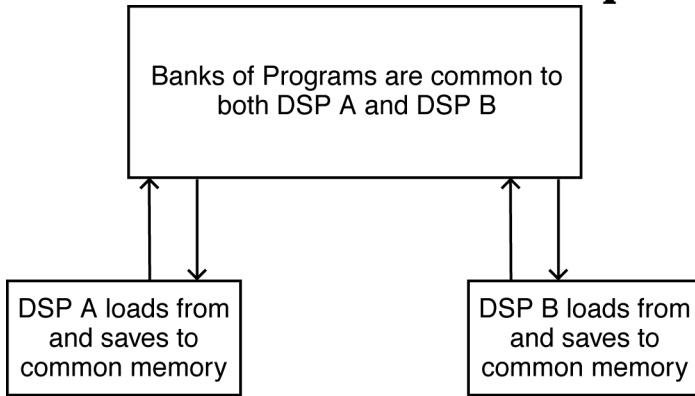 Banks of Programs are common to
both DSP A and DSP B
DSP A loads from
and saves to
common memory
DSP B loads from
and saves to
common memory